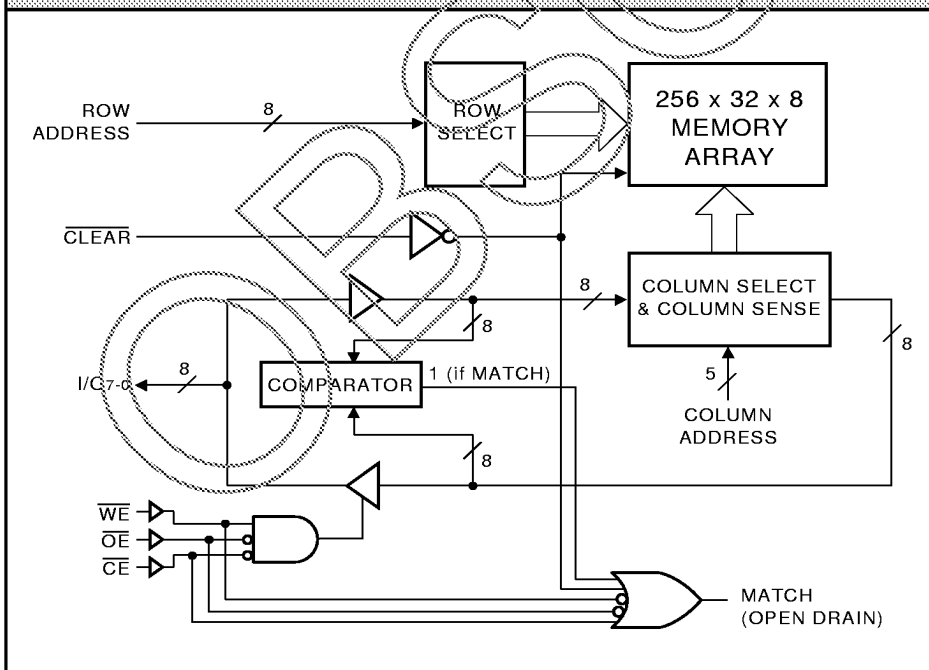 ROW
ADDRESS
8
ROW
SELECT
256 x 32 x 8
MEMORY
ARRAY
CLEAR
8
COLUMN SELECT
& COLUMN SENSE
8
8
I/O7-0
8
COMPARATOR
1 (if MATCH)
5
COLUMN
ADDRESS
8
WE
OE
CE
MATCH
(OPEN DRAIN)
OBS